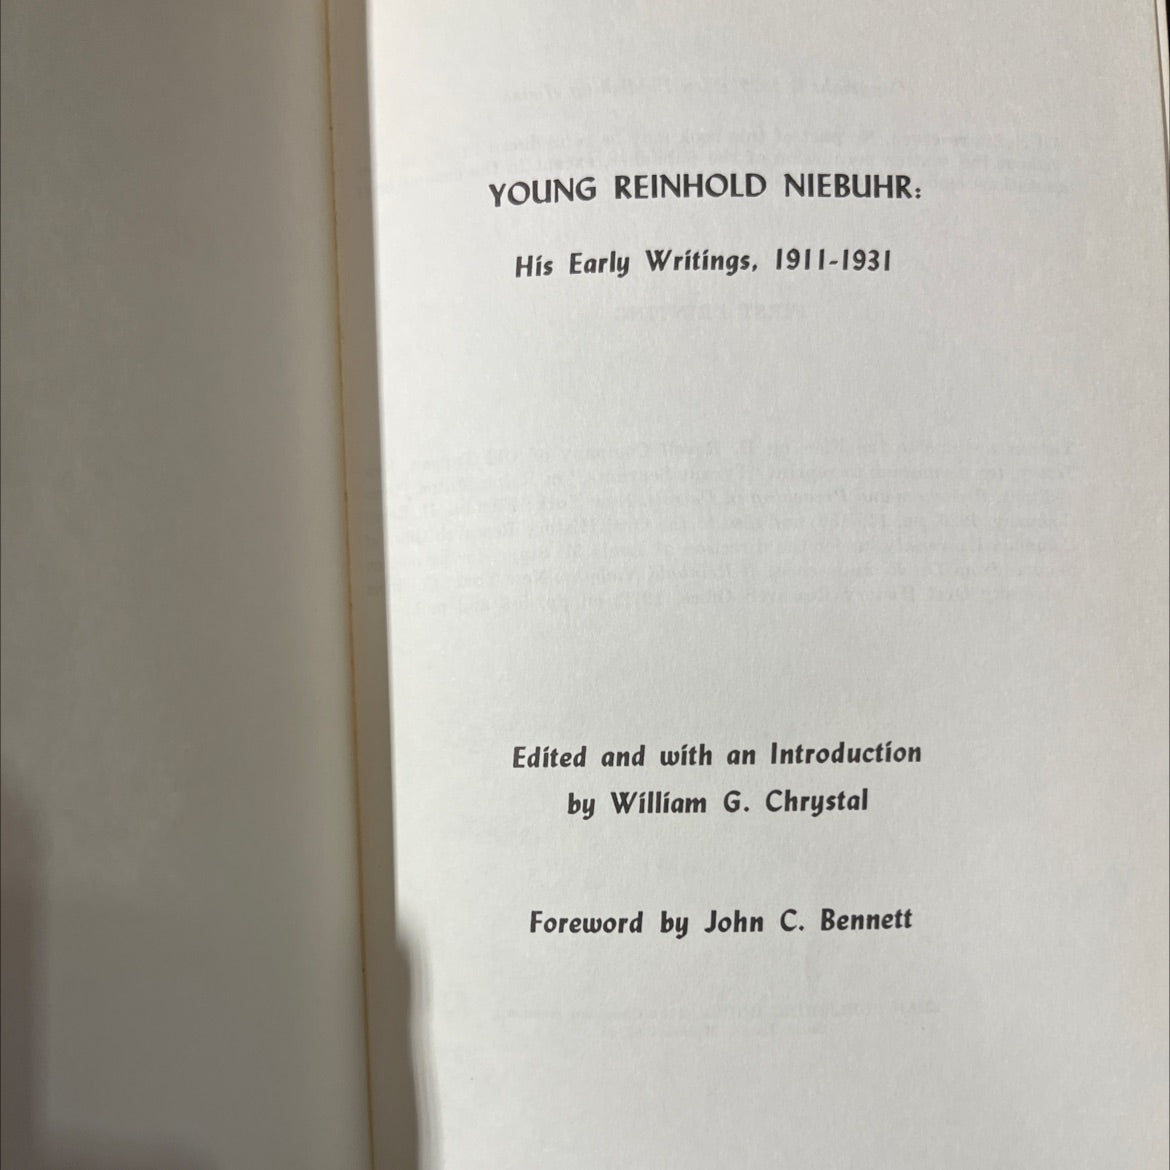 YOUNG REINHOLD NIEBUHR:
His Early Writings, 1911-1931
Edited and with an Introduction
by William G. Chrystal
Foreword by John C. Bennett